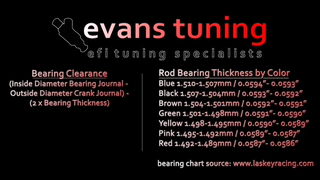 evans tuning
efi tuning specialists
Bearing Clearance
(Inside Diameter Bearing Journal -
Outside Diameter Crank Journal) -
(2 x Bearing Thickness)
Rod Bearing Thickness by Color
Blue 1.510-1.507mm / 0.0594"- 0.0593"
Black 1.507-1.504mm / 0.0593"- 0.0592"
Brown 1.504-1.501mm / 0.0592"- 0.0591"
Green 1.501-1.498mm / 0.0591"- 0.0590"
Yellow 1.498-1.495mm / 0.0590"- 0.0589"
Pink 1.495-1.492mm / 0.0589"- 0.0587"
Red 1.492-1.489mm / 0.0587"- 0.0586"
bearing chart source: www.laskeyracing.com